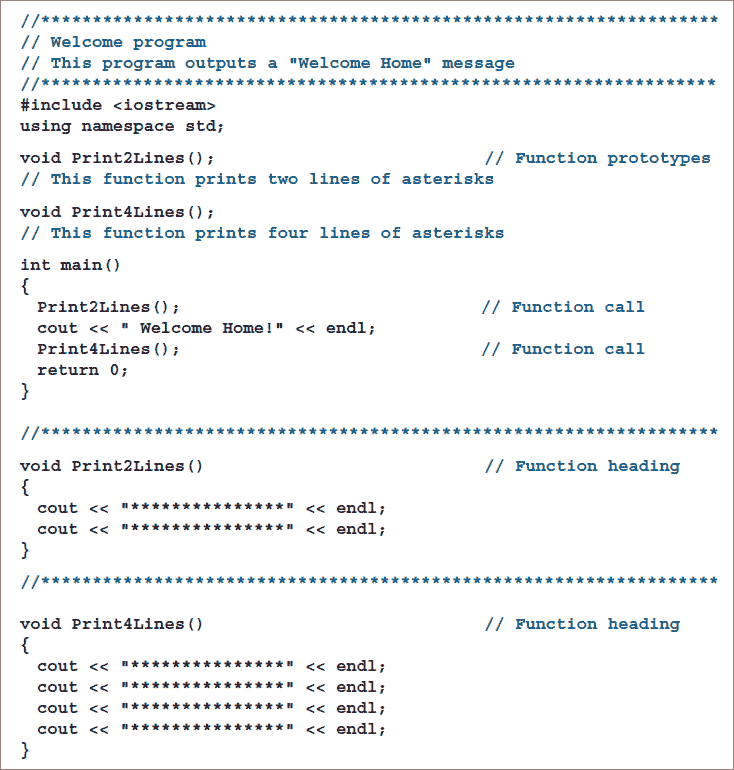 //******************************************************************
// Welcome program
// This program outputs a "Welcome Home" message
//******************************************************************
#include <iostream>
using namespace std;
void Print2Lines(); // Function prototypes
// This function prints two lines of asterisks
void Print4Lines();
// This function prints four lines of asterisks
int main()
{
Print2Lines(); // Function call
cout << " Welcome Home!" << endl;
Print4Lines(); // Function call
return 0;
}
//******************************************************************
void Print2Lines() // Function heading
{
cout << "***************" << endl;
cout << "***************" << endl;
}
//******************************************************************
void Print4Lines() // Function heading
{
cout << "***************" << endl;
cout << "***************" << endl;
cout << "***************" << endl;
cout << "***************" << endl;
}